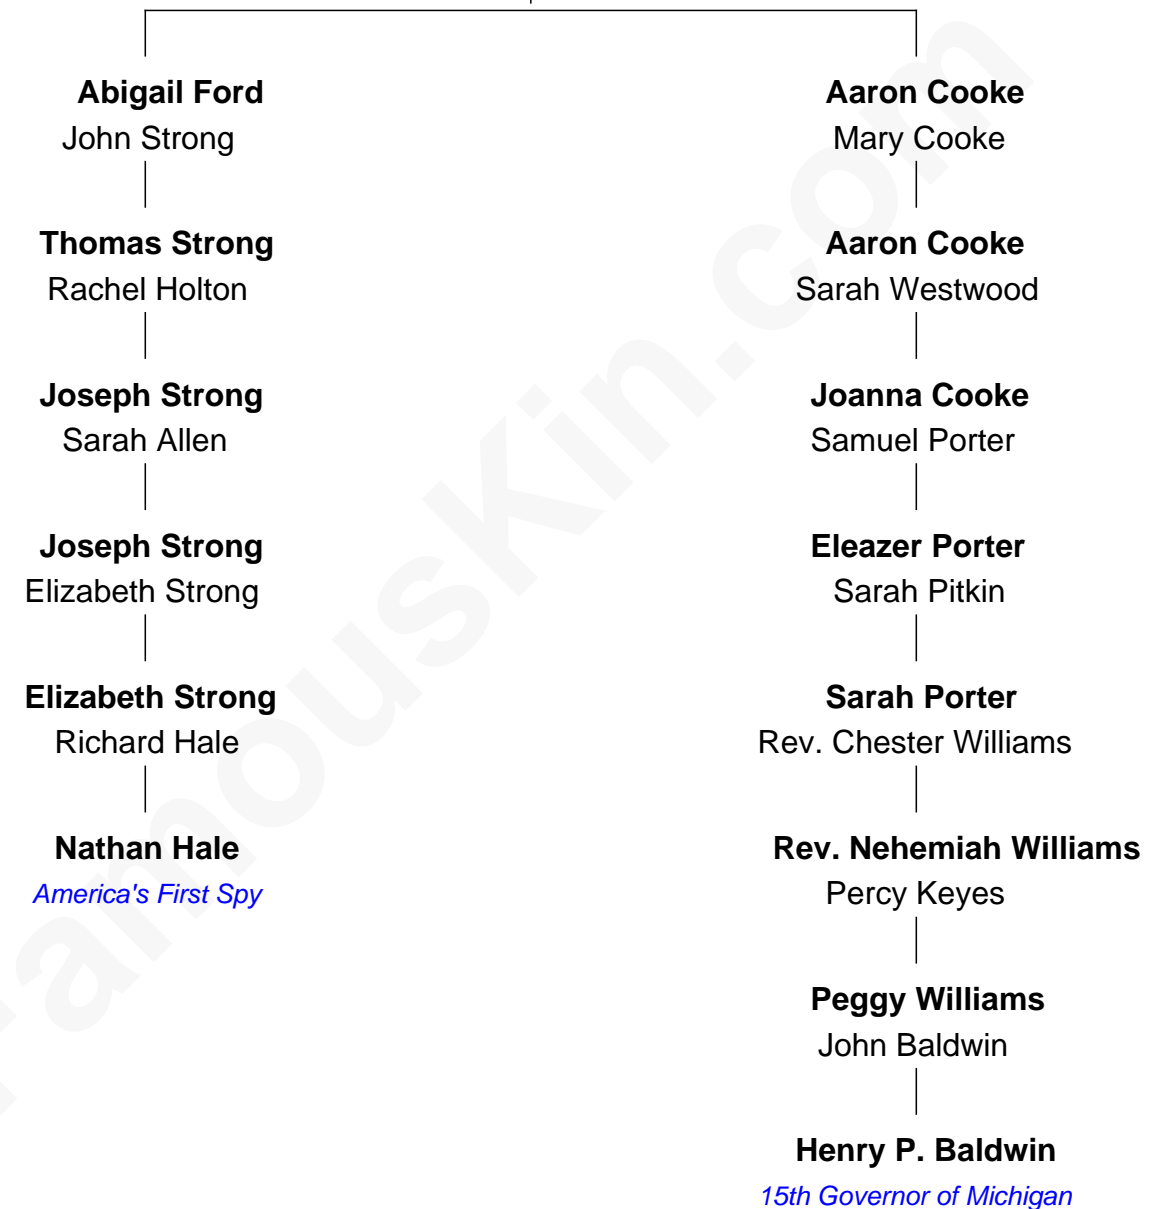 Abigail Ford
John Strong
Thomas Strong
Rachel Holton
Joseph Strong
Sarah Allen
Joseph Strong
Elizabeth Strong
Elizabeth Strong
Richard Hale
Nathan Hale
America's First Spy
Aaron Cooke
Mary Cooke
Aaron Cooke
Sarah Westwood
Joanna Cooke
Samuel Porter
Eleazer Porter
Sarah Pitkin
Sarah Porter
Rev. Chester Williams
Rev. Nehemiah Williams
Percy Keyes
Peggy Williams
John Baldwin
Henry P. Baldwin
15th Governor of Michigan
FamousKin.com